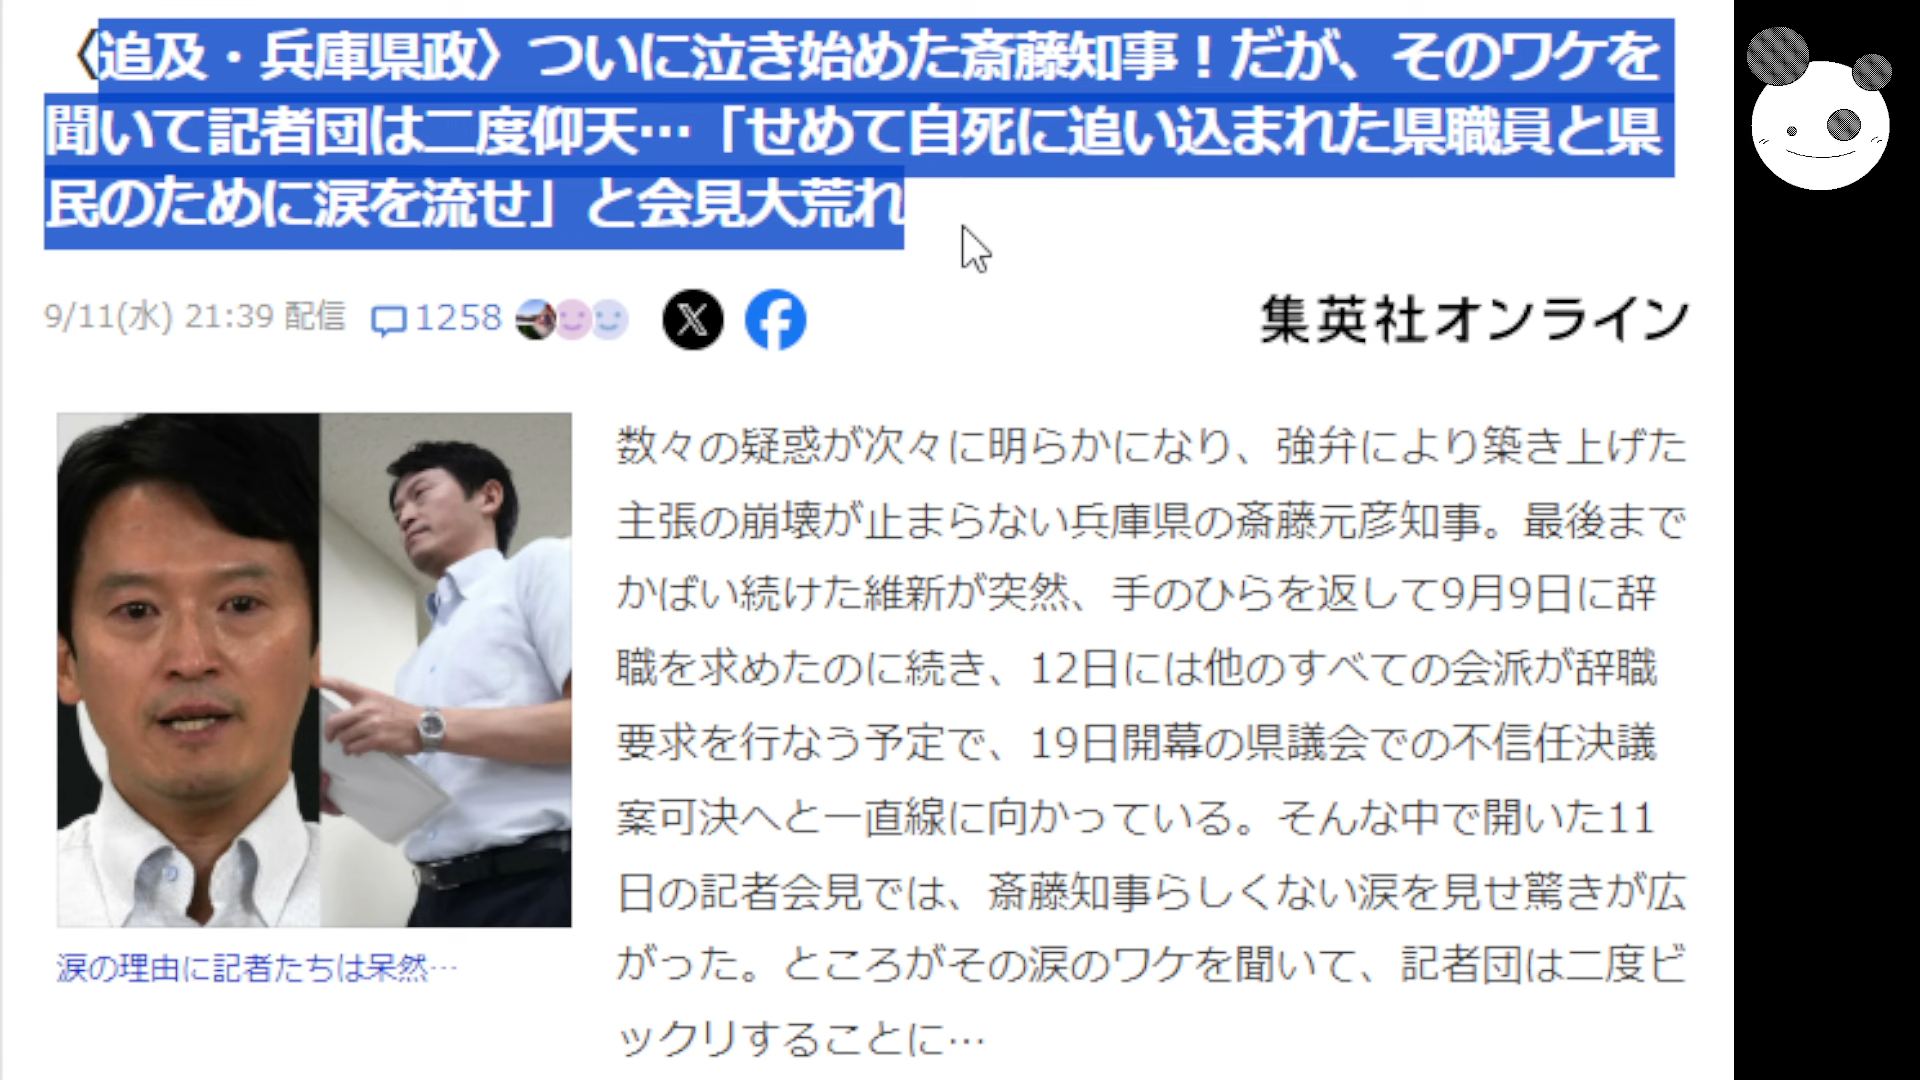 〈追及・兵庫県政〉ついに泣き始めた斎藤知事！だが、そのワケを
聞いて記者団は二度仰天…「せめて自死に追い込まれた県職員と県
民のために涙を流せ」と会見大荒れ
9/11(水) 21:39 配信 1258
集英社オンライン
数々の疑惑が次々に明らかになり、強弁により築き上げた
主張の崩壊が止まらない兵庫県の斎藤元彦知事。最後まで
かばい続けた維新が突然、手のひらを返して9月9日に辞
職を求めたのに続き、12日には他のすべての会派が辞職
要求を行なう予定で、19日開幕の県議会での不信任決議
案可決へと一直線に向かっている。そんな中で開いた11
日の記者会見では、斎藤知事らしくない涙を見せ驚きが広
がった。ところがその涙のワケを聞いて、記者団は二度ビ
ックリすることに…
涙の理由に記者たちは呆然…